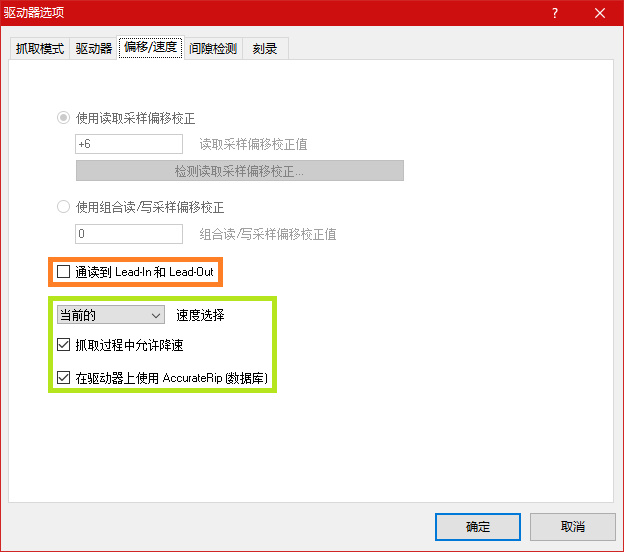 驱动器选项
抓取模式 驱动器 偏移/速度 间隙检测 刻录
使用读取采样偏移校正
+6 读取采样偏移校正值
检测读取采样偏移校正...
使用组合读/写采样偏移校正
0 组合读/写采样偏移校正值
通读到 Lead-In 和 Lead-Out
当前的 速度选择
抓取过程中允许降速
在驱动器上使用 AccurateRip (数据库)
确定 取消